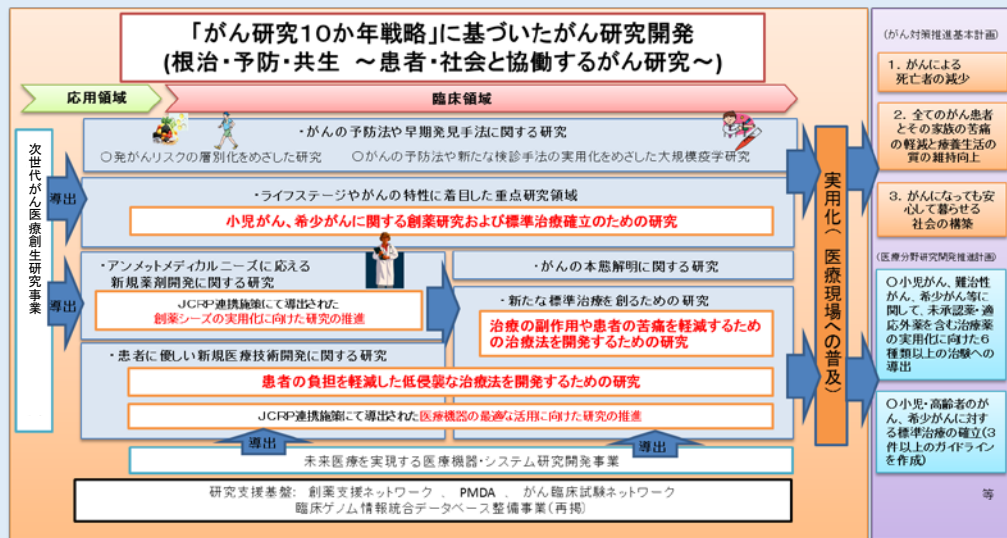 「がん研究10か年戦略」に基づいたがん研究開発
(根治・予防・共生 ～患者・社会と協働するがん研究～)
応用領域
臨床領域
次世代がん医療創生研究事業
導出
導出
・がんの予防法や早期発見手法に関する研究
○発がんリスクの層別化をめざした研究
○がんの予防法や新たな検診手法の実用化をめざした大規模疫学研究
・ライフステージやがんの特性に着目した重点研究領域
小児がん、希少がんに関する創薬研究および標準治療確立のための研究
・アンメットメディカルニーズに応える
新規薬剤開発に関する研究
JCRP連携施策にて導出された
創薬シーズの実用化に向けた研究の推進
・がんの本態解明に関する研究
・新たな標準治療を創るための研究
治療の副作用や患者の苦痛を軽減するため
の治療法を開発するための研究
・患者に優しい新規医療技術開発に関する研究
患者の負担を軽減した低侵襲な治療法を開発するための研究
JCRP連携施策にて導出された医療機器の最適な活用に向けた研究の推進
導出
導出
未来医療を実現する医療機器・システム研究開発事業
研究支援基盤: 創薬支援ネットワーク 、 PMDA 、 がん臨床試験ネットワーク
臨床ゲノム情報統合データベース整備事業(再掲)
実用化(医療現場への普及)
(がん対策推進基本計画)
1. がんによる
死亡者の減少
2. 全てのがん患者
とその家族の苦痛
の軽減と療養生活の
質の維持向上
3. がんになっても安
心して暮らせる
社会の構築
(医療分野研究開発推進計画)
○小児がん、難治性
がん、希少がん等に
関して、未承認薬・適
応外薬を含む治療薬
の実用化に向けた6
種類以上の治験への
導出
○小児・高齢者のが
ん、希少がんに対す
る標準治療の確立(3
件以上のガイドライン
を作成)
等